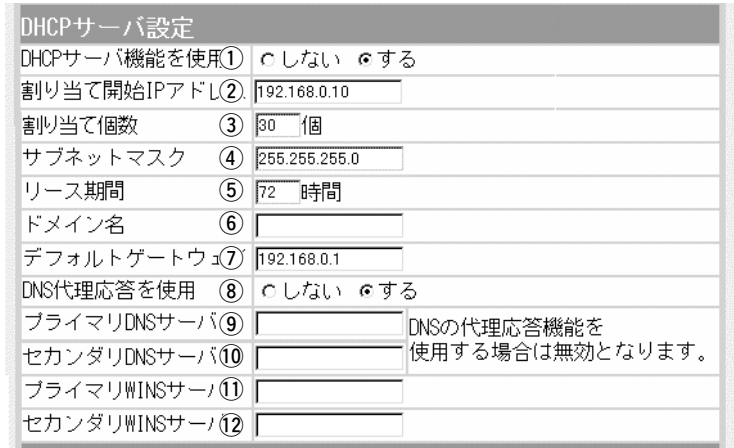 DHCPサーバ設定
DHCPサーバ機能を使用① しない する
割り当て開始IPアドレ② 192.168.0.10
割り当て個数 ③ 30 個
サブネットマスク ④ 255.255.255.0
リース期間 ⑤ 72 時間
ドメイン名 ⑥
デフォルトゲートウェ⑦ 192.168.0.1
DNS代理応答を使用 ⑧ しない する
プライマリDNSサーバ⑨
DNSの代理応答機能を
使用する場合は無効となります。
セカンダリDNSサーバ⑩
プライマリWINSサーバ⑪
セカンダリWINSサーバ⑫